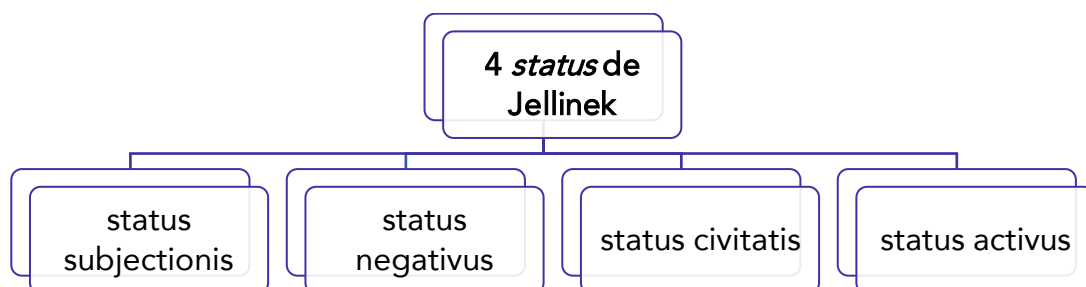 4 status de
Jellinek
status
subjectionis
status
negativus
status civitatis
status activus